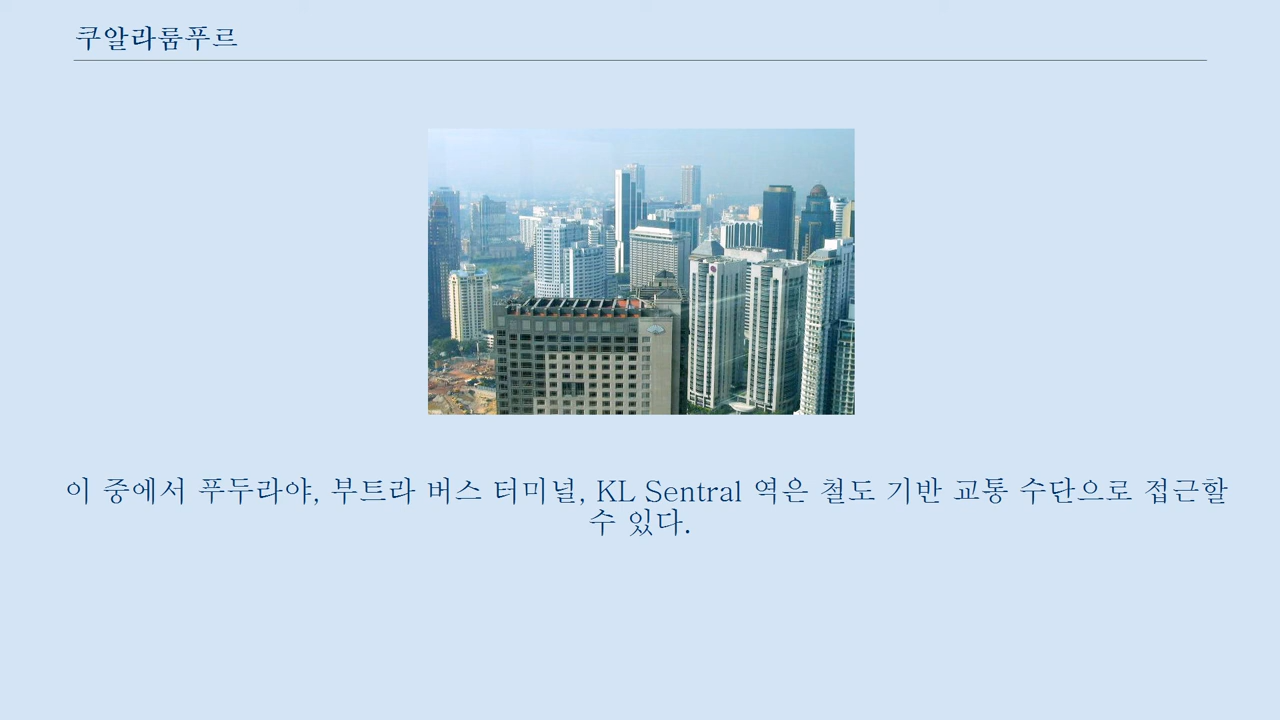 쿠알라룸푸르
이 중에서 푸두라야, 부트라 버스 터미널, KL Sentral 역은 철도 기반 교통 수단으로 접근할
수 있다.